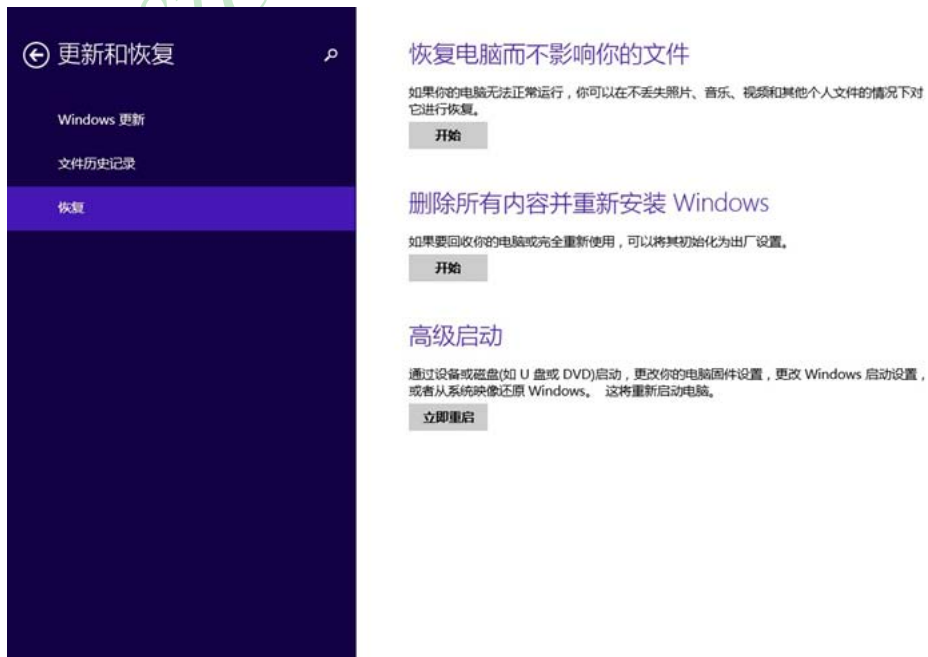 更新和恢复
Windows 更新
文件历史记录
恢复
恢复电脑而不影响你的文件
如果你的电脑无法正常运行，你可以在不丢失照片、音乐、视频和其他个人文件的情况下对
它进行恢复。
开始
删除所有内容并重新安装 Windows
如果要回收你的电脑或完全重新使用，可以将其初始化为出厂设置。
开始
高级启动
通过设备或磁盘(如 U 盘或 DVD)启动，更改你的电脑固件设置，更改 Windows 启动设置，
或者从系统映像还原 Windows。 这将重新启动电脑。
立即重启